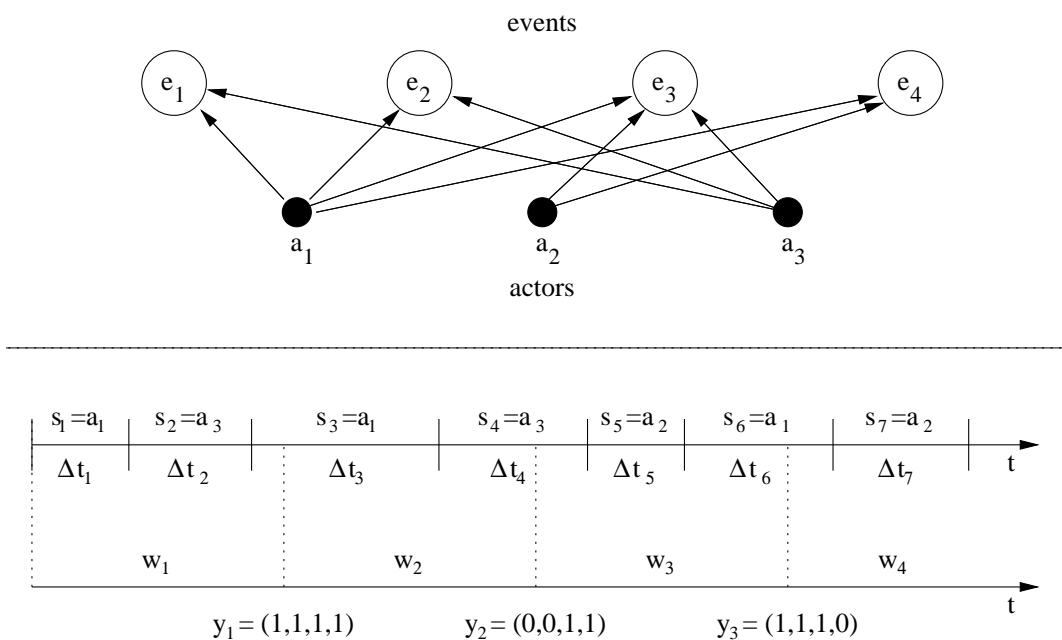 events
e1 e2 e3 e4
a1 a2 a3
actors
s1=a1 s2=a3 s3=a1 s4=a3 s5=a2 s6=a1 s7=a2
Δt1 Δt2 Δt3 Δt4 Δt5 Δt6 Δt7 t
w1 w2 w3 w4
t
y1 = (1,1,1,1) y2 = (0,0,1,1) y3 = (1,1,1,0)